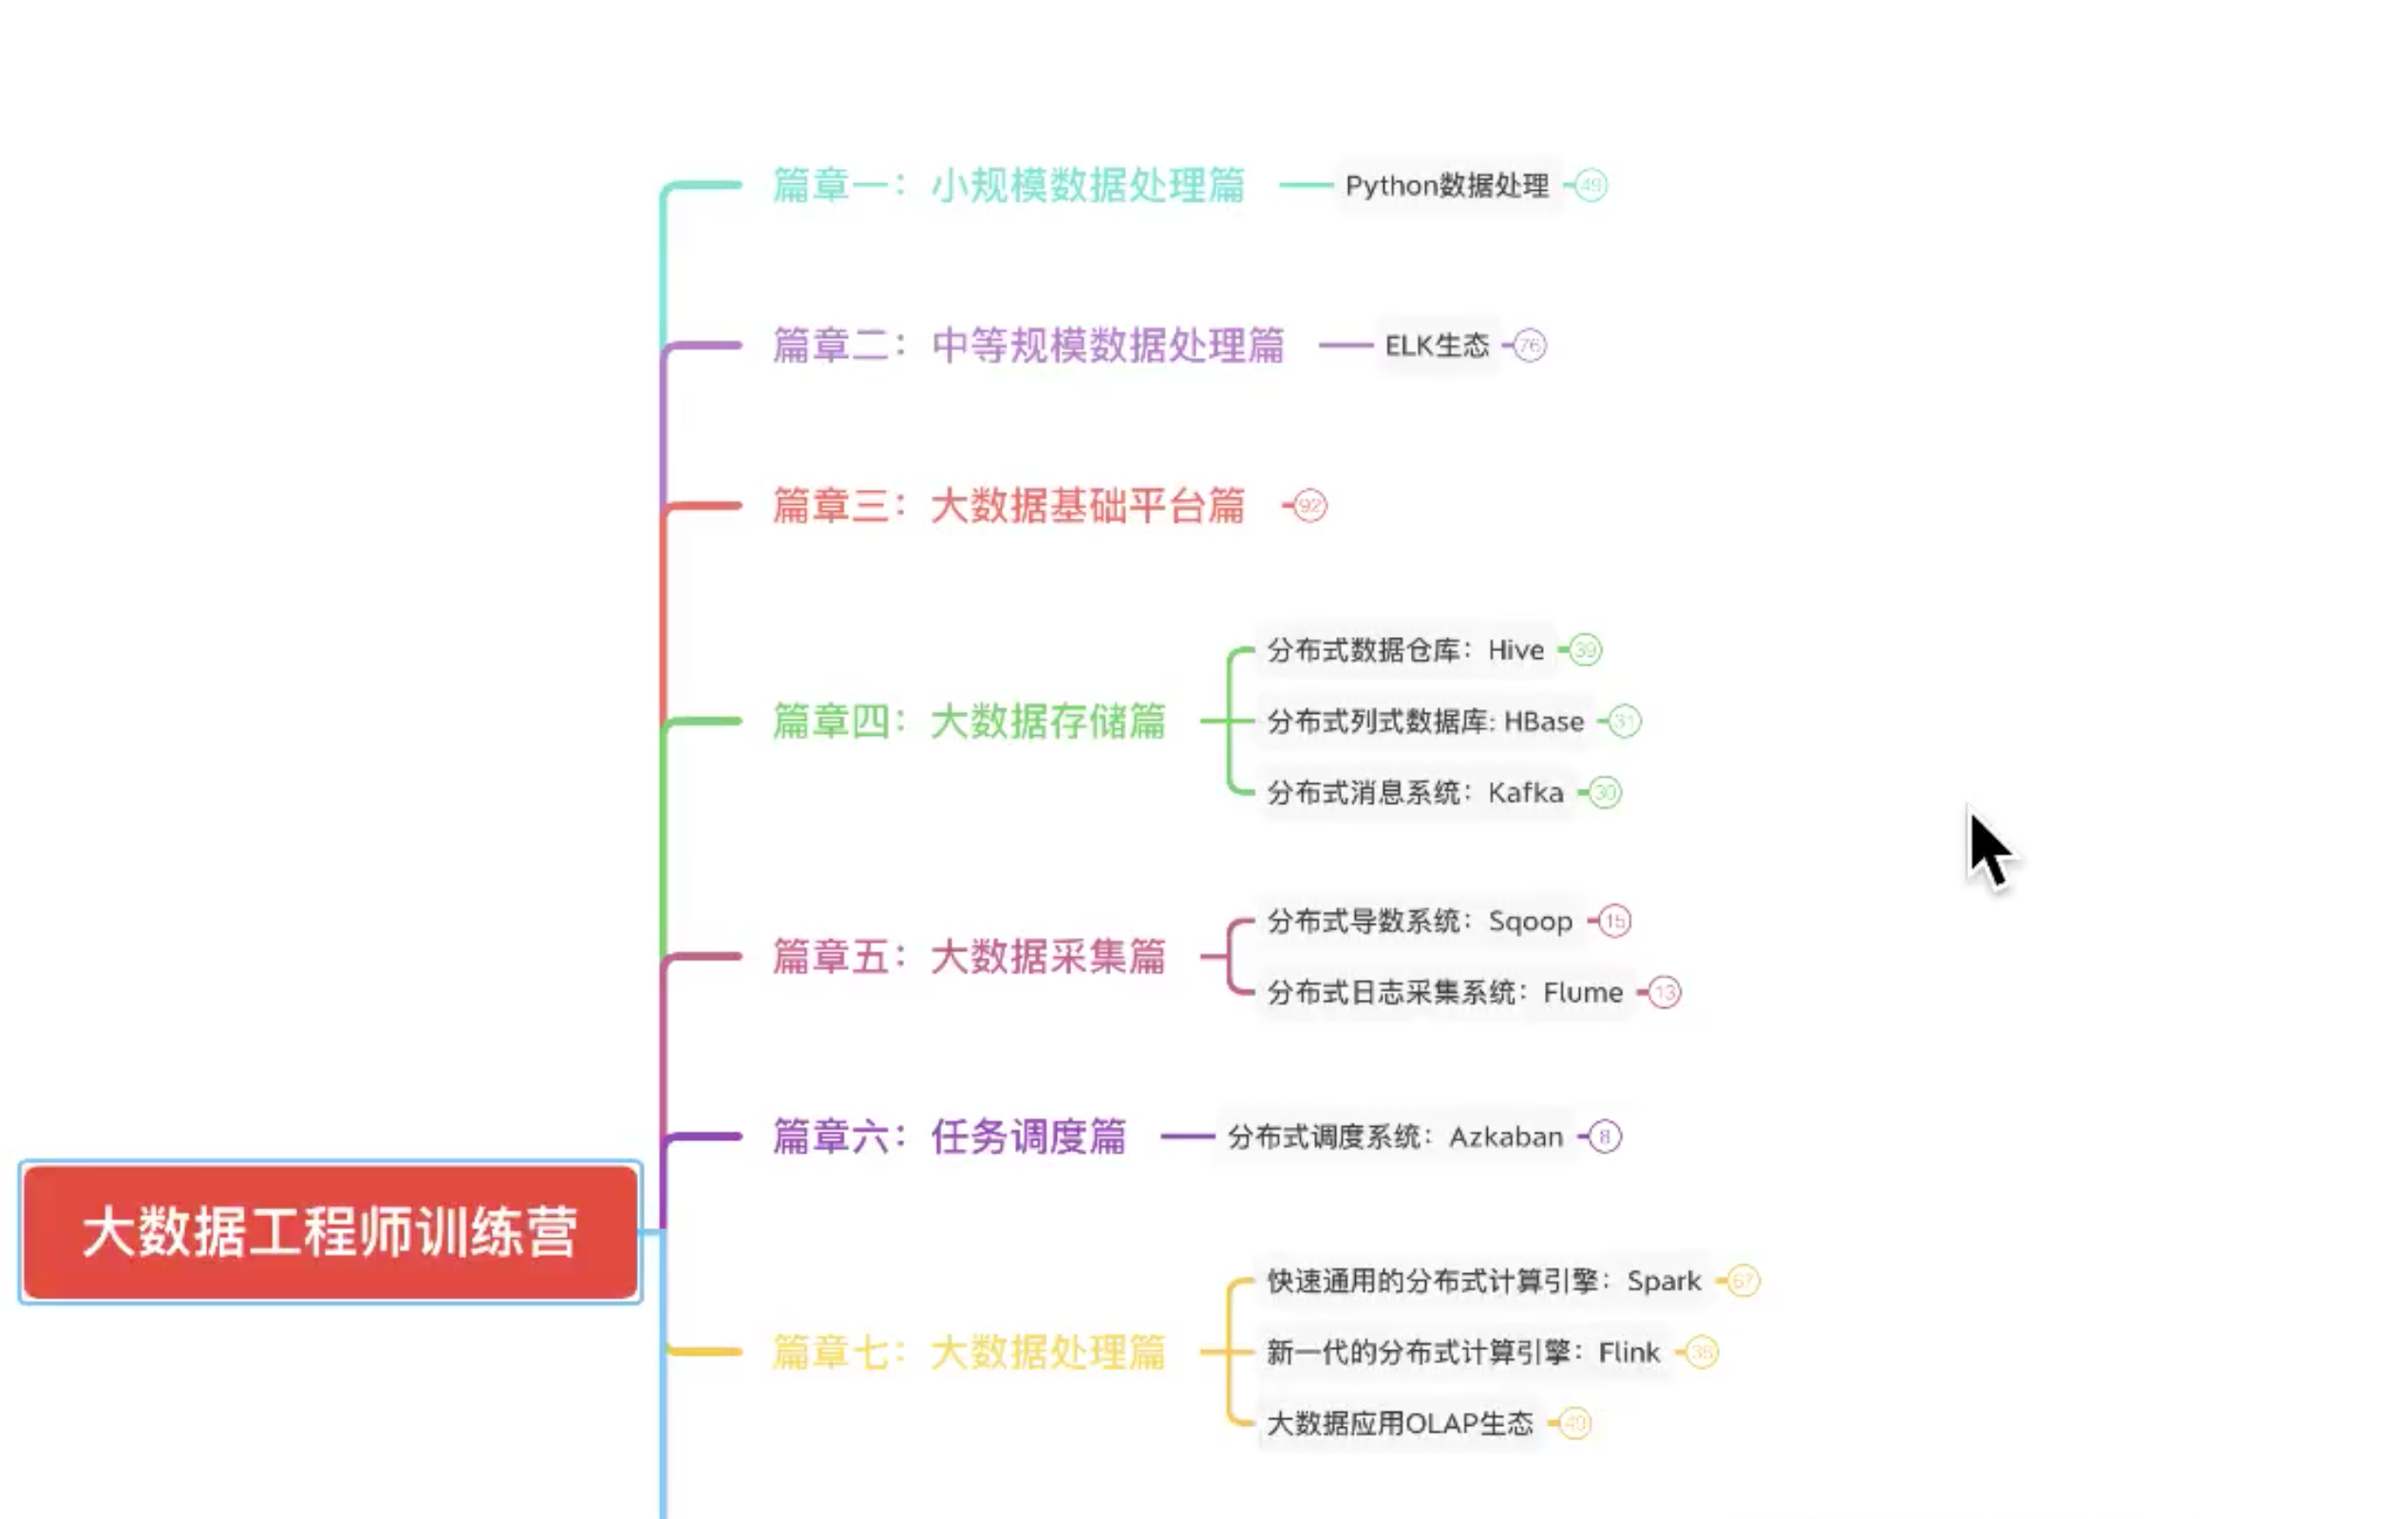 篇章一：小规模数据处理篇 Python数据处理 49
篇章二：中等规模数据处理篇 ELK生态 76
篇章三：大数据基础平台篇 92
分布式数据仓库：Hive 39
篇章四：大数据存储篇 分布式列式数据库: HBase 31
分布式消息系统：Kafka 30
分布式导数系统：Sqoop 15
篇章五：大数据采集篇
分布式日志采集系统：Flume 13
篇章六：任务调度篇 分布式调度系统：Azkaban 8
大数据工程师训练营
快速通用的分布式计算引擎：Spark 67
篇章七：大数据处理篇 新一代的分布式计算引擎：Flink
大数据应用OLAP生态 49